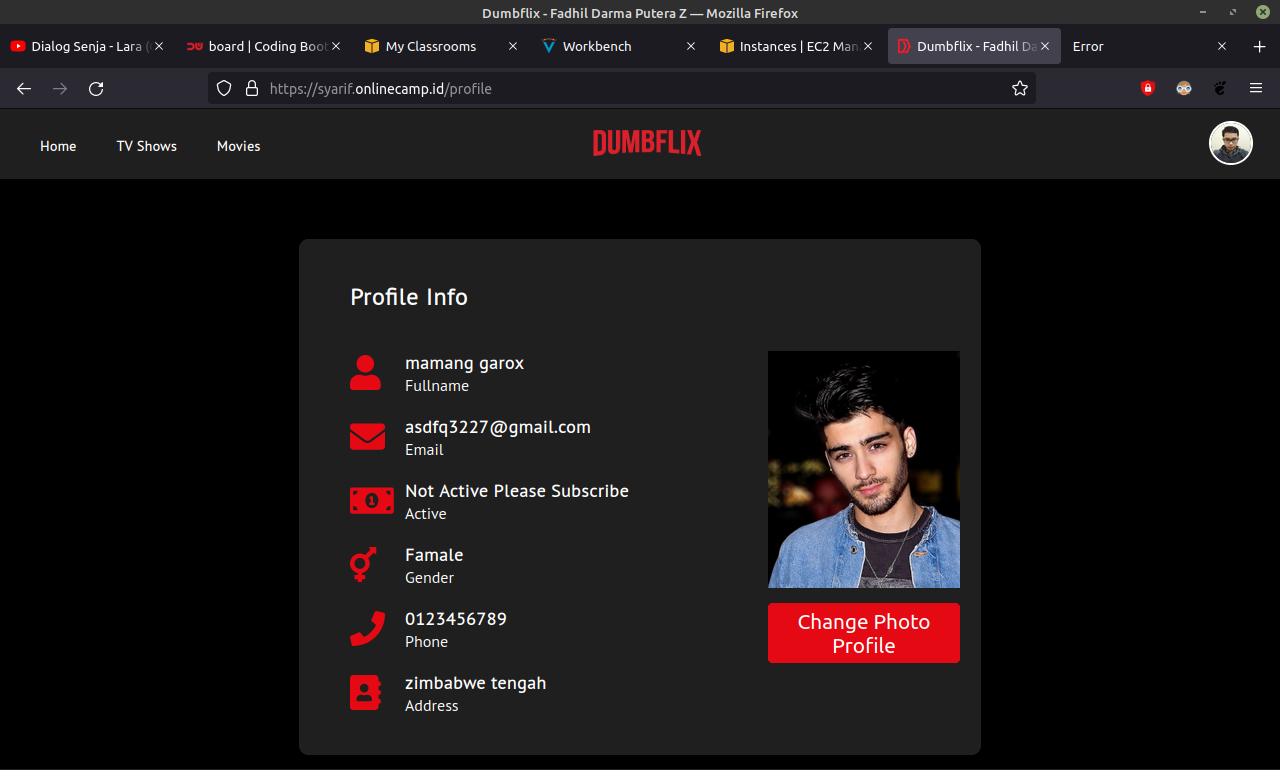 Dumbflix - Fadhil Darma Putera Z — Mozilla Firefox
Dialog Senja - Lara (
board | Coding Boot
My Classrooms
Workbench
Instances | EC2 Man
Dumbflix - Fadhil Da
Error
https://syarif.onlinecamp.id/profile
Home
TV Shows
Movies
DUMBFLIX
Profile Info
mamang garox
Fullname
asdfq3227@gmail.com
Email
Not Active Please Subscribe
Active
Famale
Gender
0123456789
Phone
zimbabwe tengah
Address
Change Photo
Profile